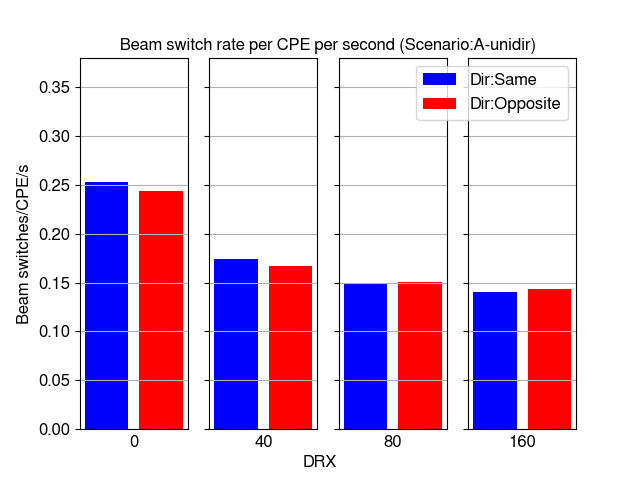 Beam switch rate per CPE per second (Scenario:A-unidir)
Dir:Same
Dir:Opposite
Beam switches/CPE/s
0.35
0.30
0.25
0.20
0.15
0.10
0.05
0.00
0 40 80 160
DRX